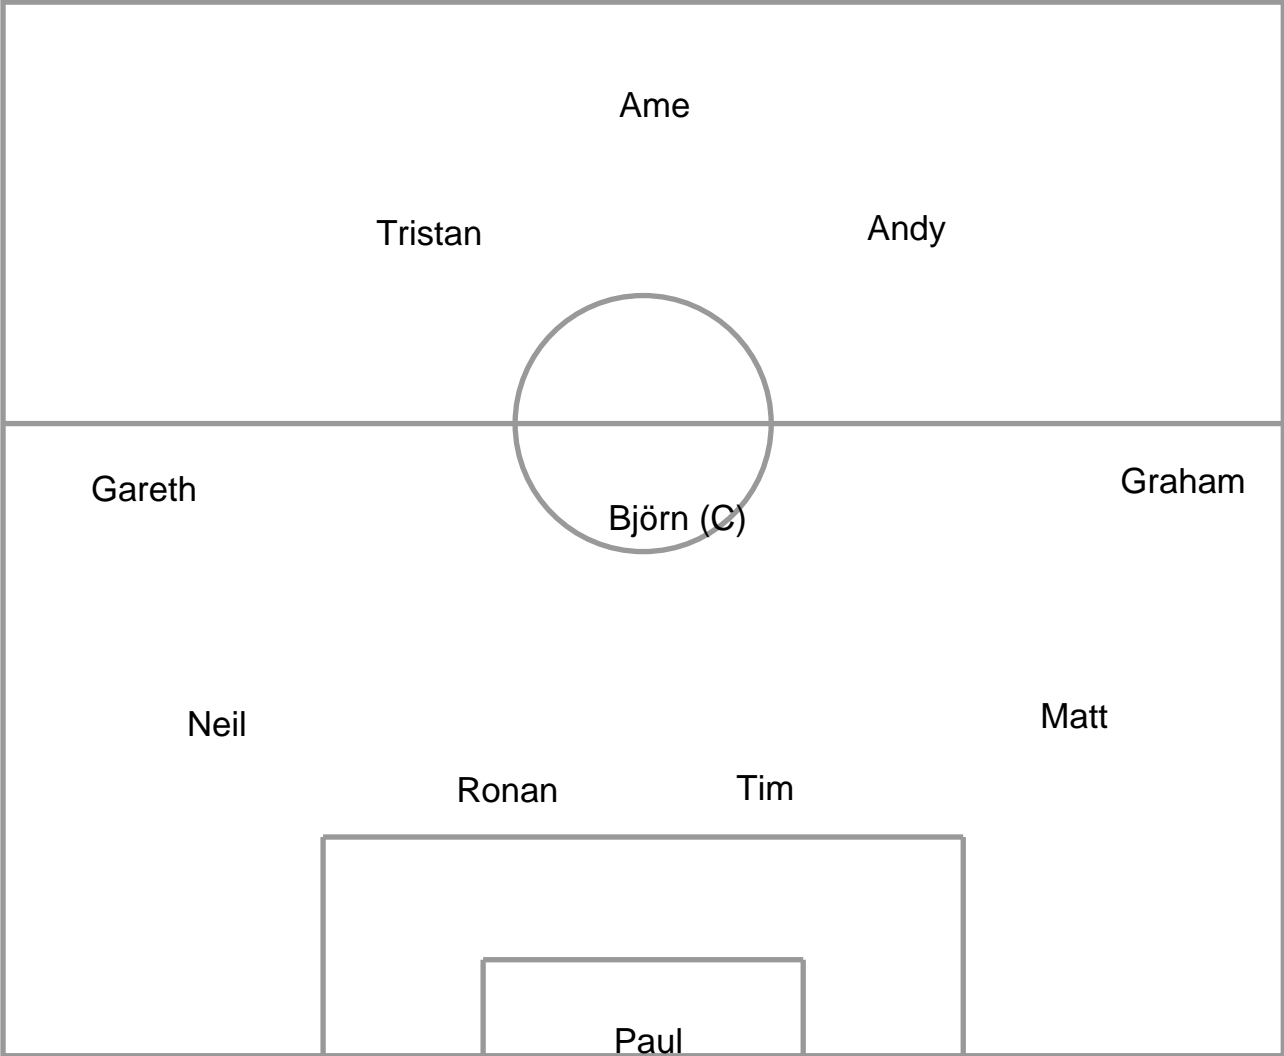 Ame
Tristan
Andy
Gareth
Graham
Björn (C)
Neil
Matt
Ronan
Tim
Paul